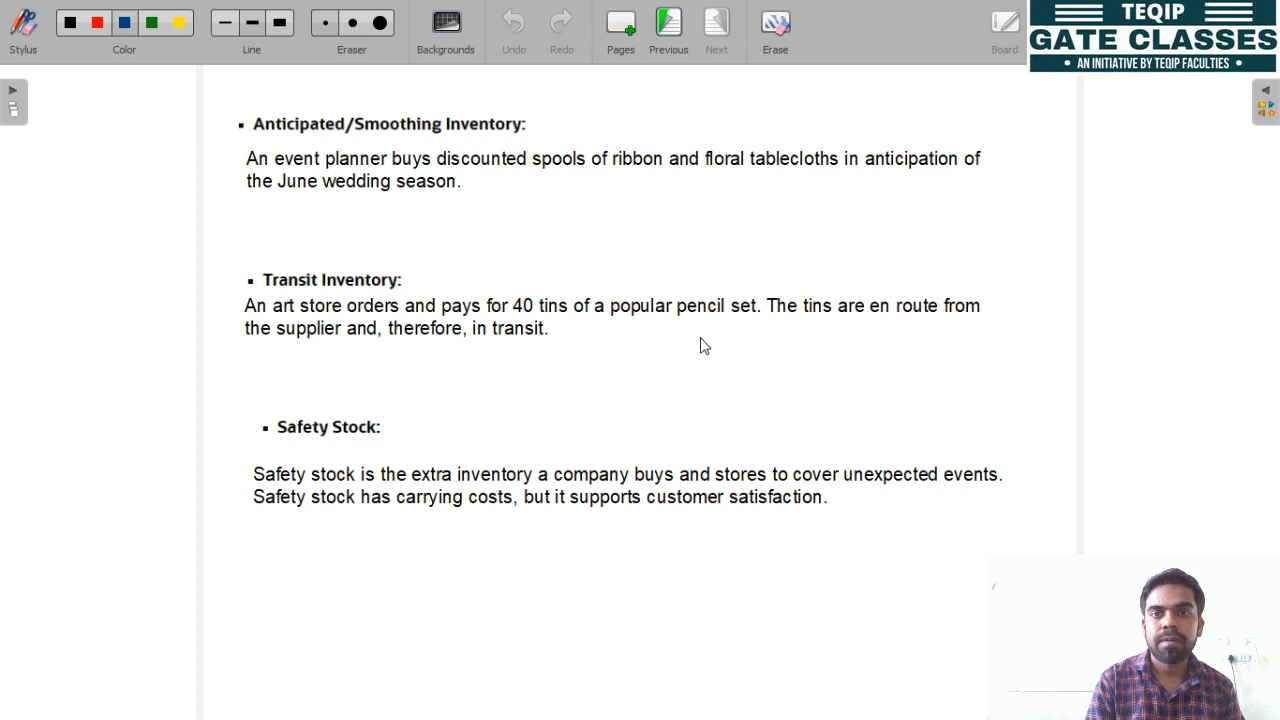 TEQIP
GATE CLASSES
• AN INITIATIVE BY TEQIP FACULTIES •
Stylus
Color
Line
Eraser
Backgrounds
Undo
Redo
Pages
Previous
Next
Erase
Board
▪ Anticipated/Smoothing Inventory:
An event planner buys discounted spools of ribbon and floral tablecloths in anticipation of
the June wedding season.
▪ Transit Inventory:
An art store orders and pays for 40 tins of a popular pencil set. The tins are en route from
the supplier and, therefore, in transit.
▪ Safety Stock:
Safety stock is the extra inventory a company buys and stores to cover unexpected events.
Safety stock has carrying costs, but it supports customer satisfaction.